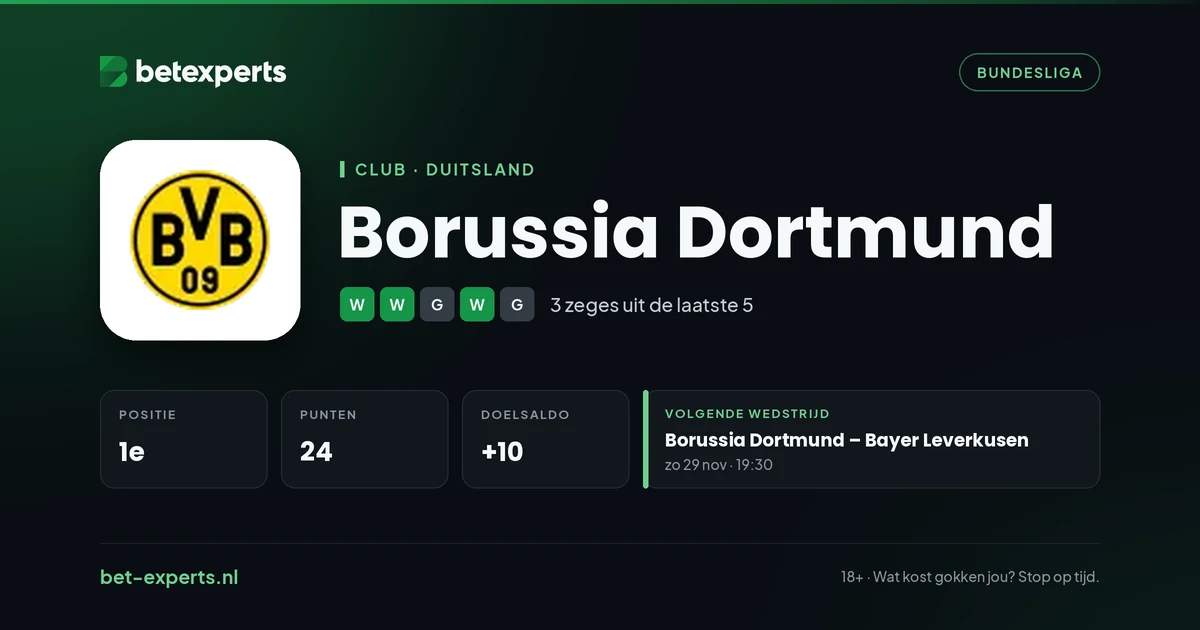 betexperts
BUNDESLIGA
BVB
09
CLUB · DUITSLAND
Borussia Dortmund
W W G W G 3 zeges uit de laatste 5
POSITIE
1e
PUNTEN
24
DOELSALDO
+10
VOLGENDE WEDSTRIJD
Borussia Dortmund – Bayer Leverkusen
zo 29 nov · 19:30
bet-experts.nl
18+ · Wat kost gokken jou? Stop op tijd.